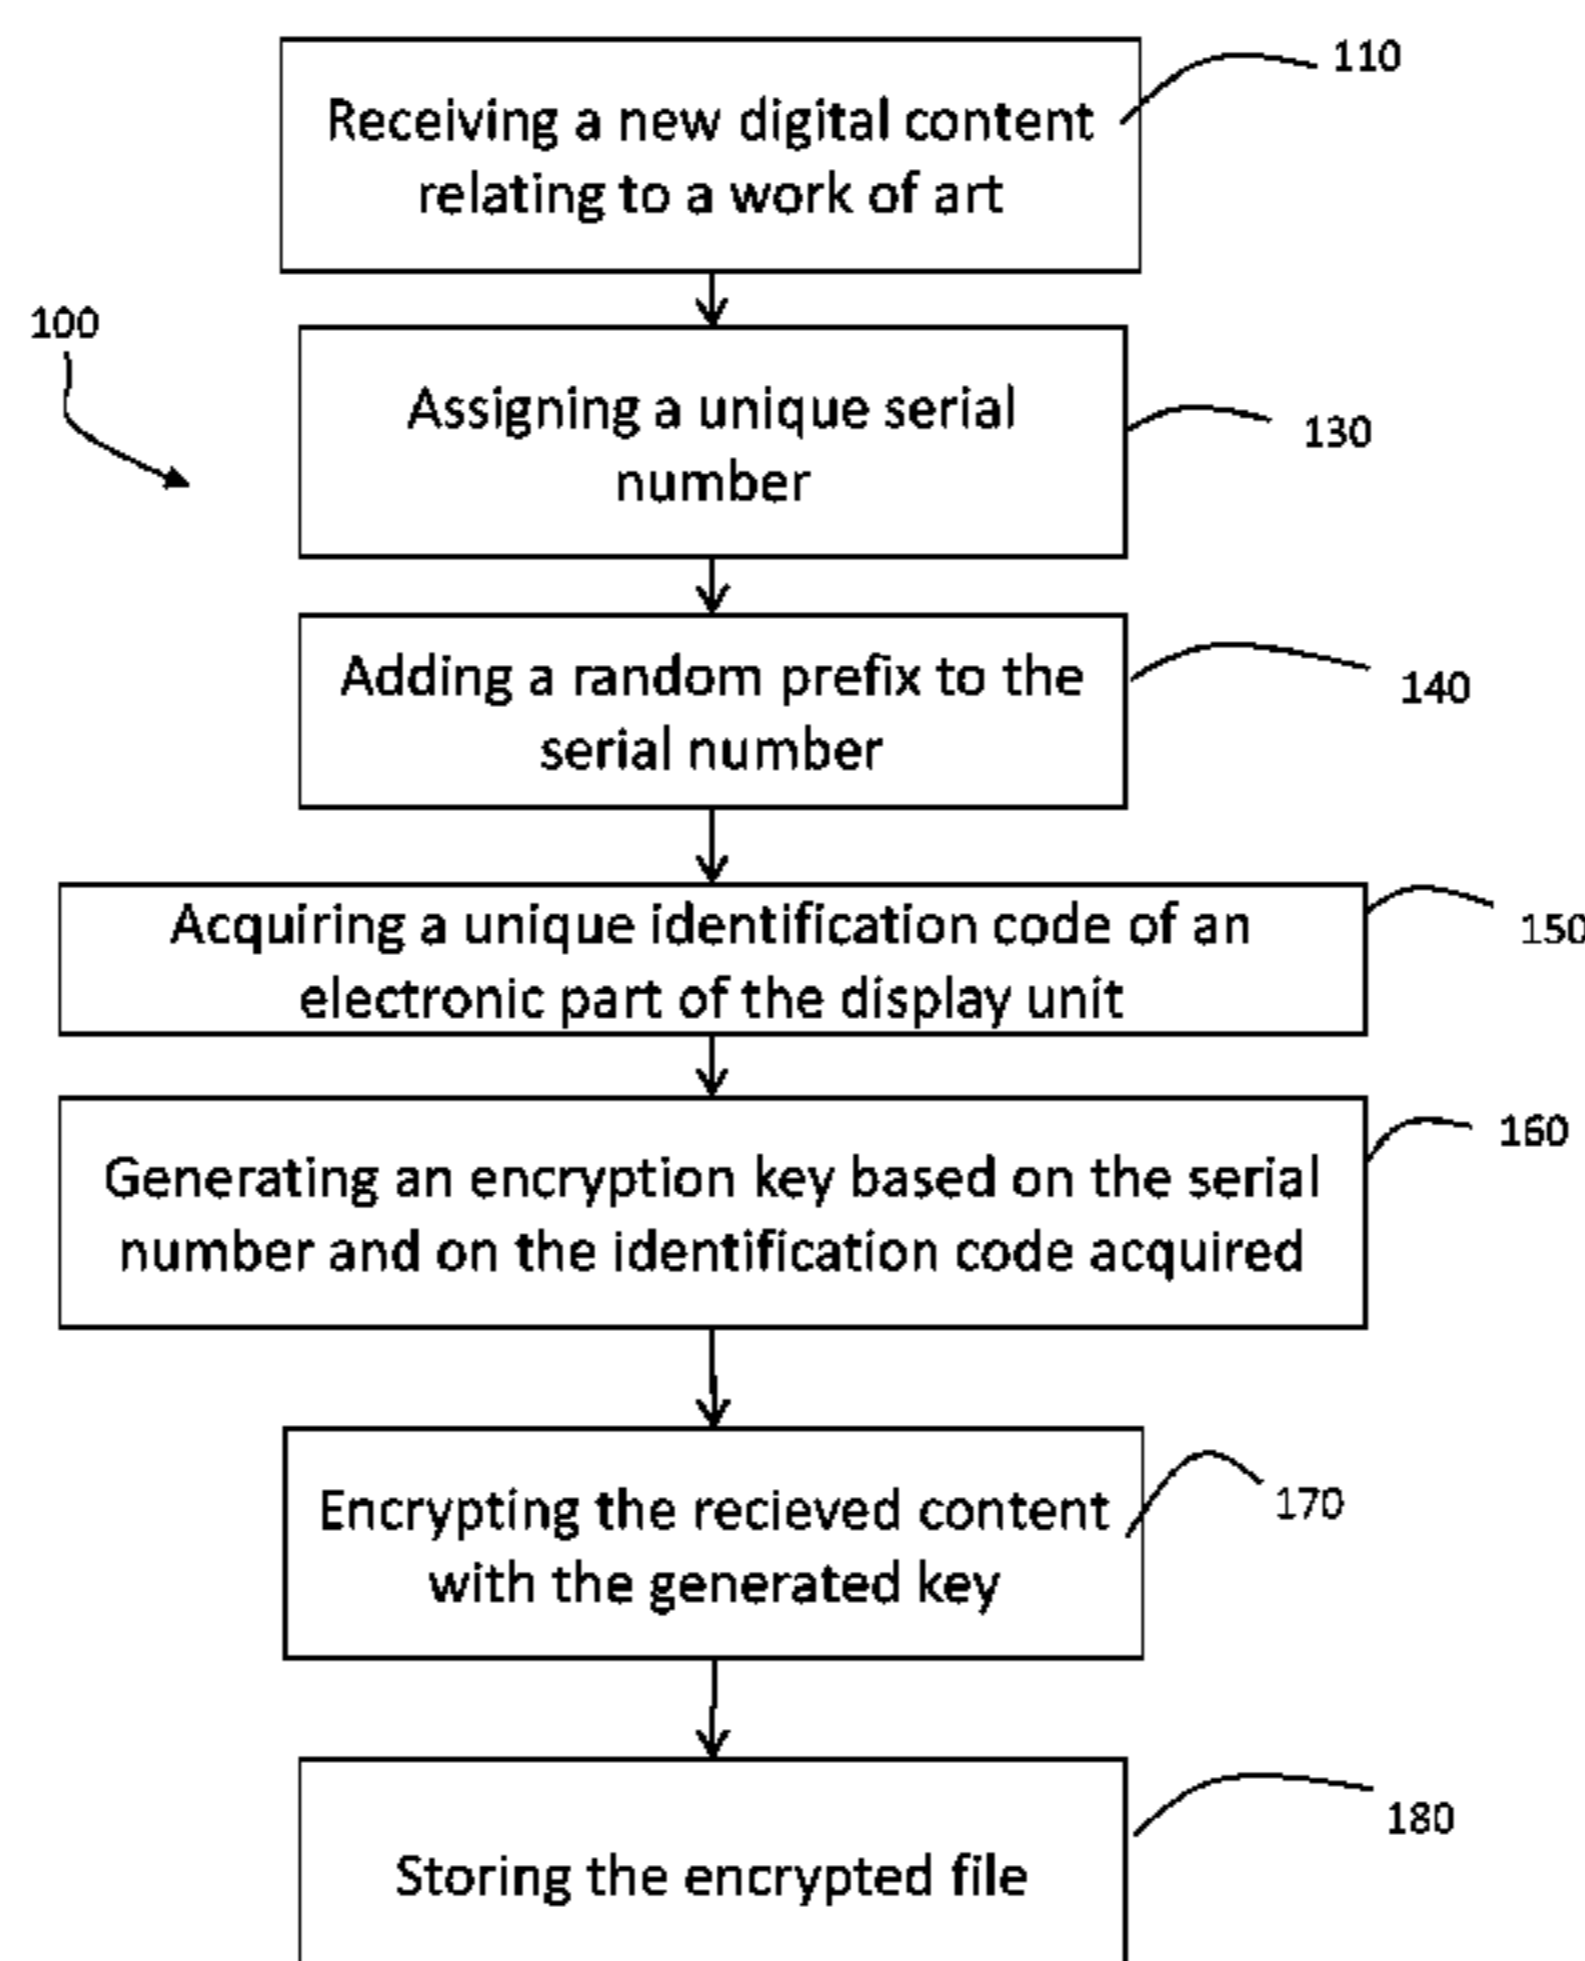 110
Receiving a new digital content
relating to a work of art
100
Assigning a unique serial
number
130
Adding a random prefix to the
serial number
140
Acquiring a unique identification code of an
electronic part of the display unit
150
Generating an encryption key based on the serial
number and on the identification code acquired
160
Encrypting the recieved content
with the generated key
170
Storing the encrypted file
180